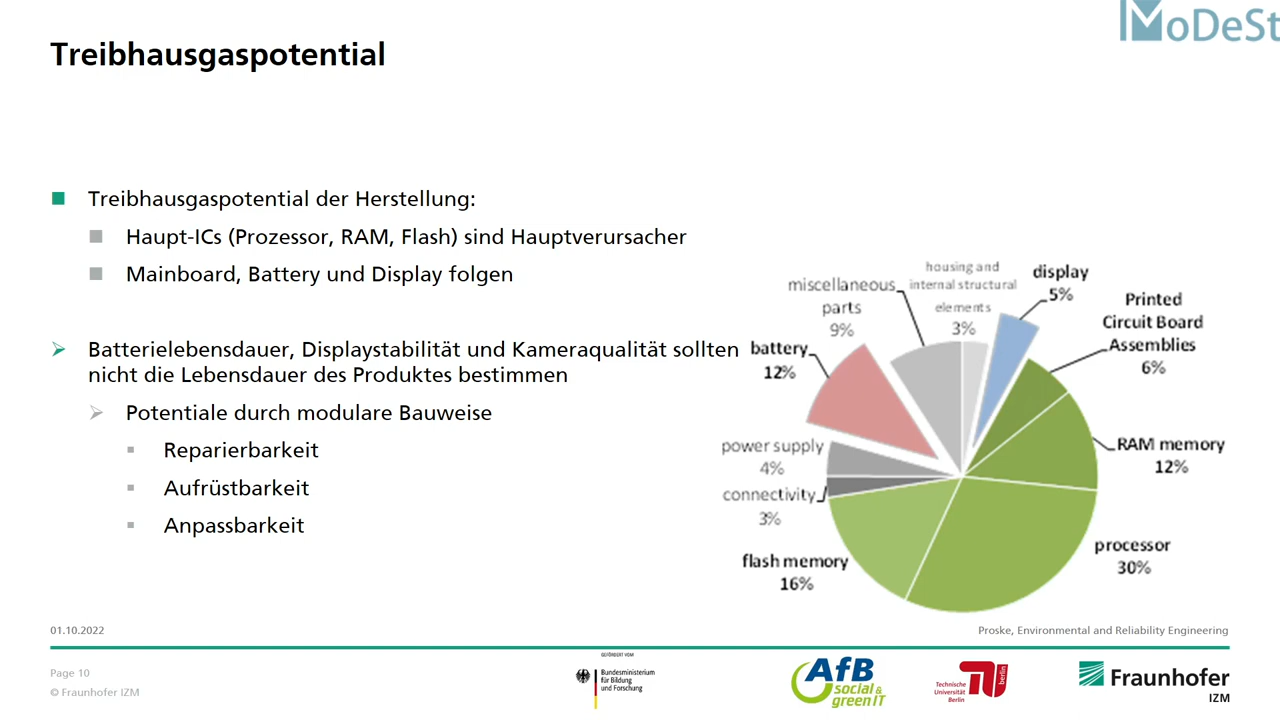 MoDeSt
Treibhausgaspotential
Treibhausgaspotential der Herstellung:
Haupt-ICs (Prozessor, RAM, Flash) sind Hauptverursacher
Mainboard, Battery und Display folgen
Batterielebensdauer, Displaystabilität und Kameraqualität sollten
nicht die Lebensdauer des Produktes bestimmen
Potentiale durch modulare Bauweise
Reparierbarkeit
Aufrüstbarkeit
Anpassbarkeit
housing and
internal structural
elements
3%
display
5%
Printed
Circuit Board
Assemblies
6%
RAM memory
12%
processor
30%
flash memory
16%
connectivity
3%
power supply
4%
battery
12%
miscellaneous
parts
9%
01.10.2022
Proske, Environmental and Reliability Engineering
Page 10
© Fraunhofer IZM
GEFÖRDERT VOM
Bundesministerium
für Bildung
und Forschung
AfB
social &
green IT
Technische
Universität
Berlin
berlin
Fraunhofer
IZM